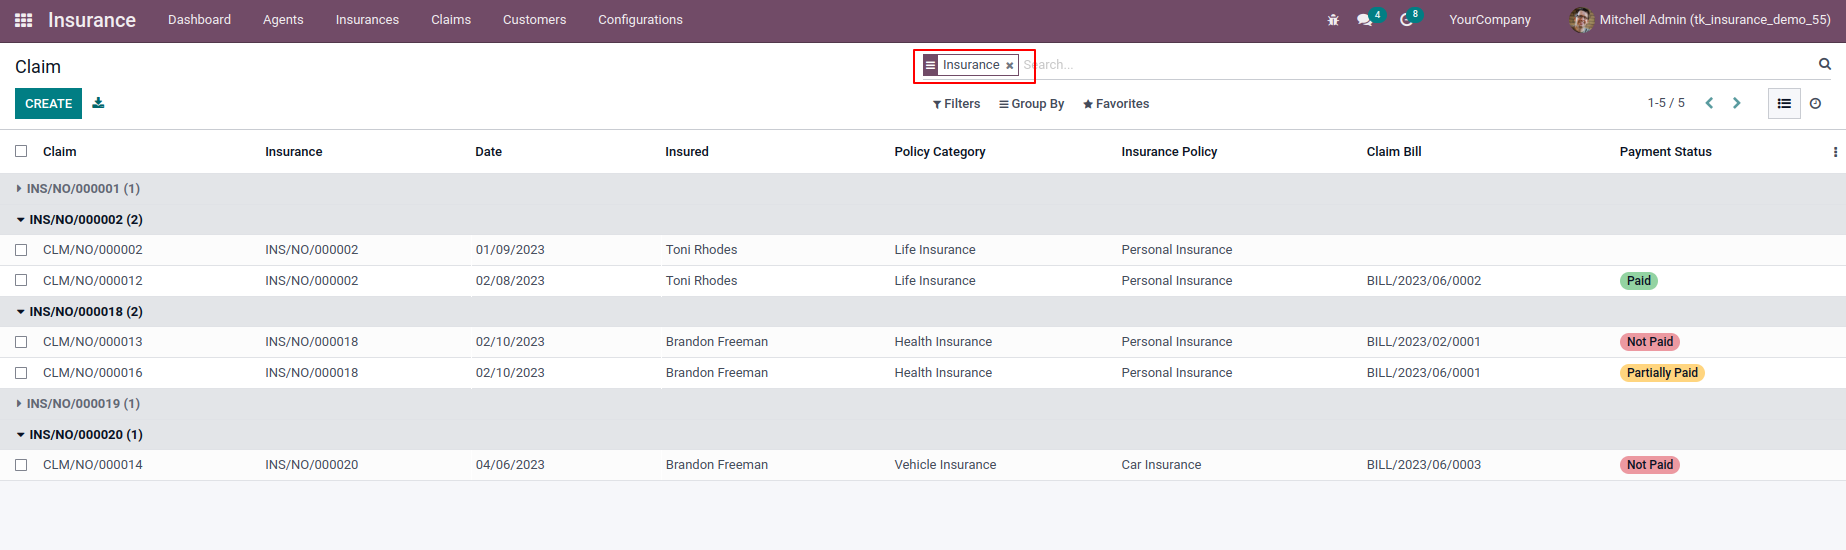 Insurance Dashboard Agents Insurances Claims Customers Configurations 4 8 YourCompany Mitchell Admin (tk_insurance_demo_55)
Claim Insurance × Search...
CREATE Filters Group By Favorites 1-5 / 5
Claim Insurance Date Insured Policy Category Insurance Policy Claim Bill Payment Status
INS/NO/000001 (1)
INS/NO/000002 (2)
CLM/NO/000002 INS/NO/000002 01/09/2023 Toni Rhodes Life Insurance Personal Insurance
CLM/NO/000012 INS/NO/000002 02/08/2023 Toni Rhodes Life Insurance Personal Insurance BILL/2023/06/0002 Paid
INS/NO/000018 (2)
CLM/NO/000013 INS/NO/000018 02/10/2023 Brandon Freeman Health Insurance Personal Insurance BILL/2023/02/0001 Not Paid
CLM/NO/000016 INS/NO/000018 02/10/2023 Brandon Freeman Health Insurance Personal Insurance BILL/2023/06/0001 Partially Paid
INS/NO/000019 (1)
INS/NO/000020 (1)
CLM/NO/000014 INS/NO/000020 04/06/2023 Brandon Freeman Vehicle Insurance Car Insurance BILL/2023/06/0003 Not Paid